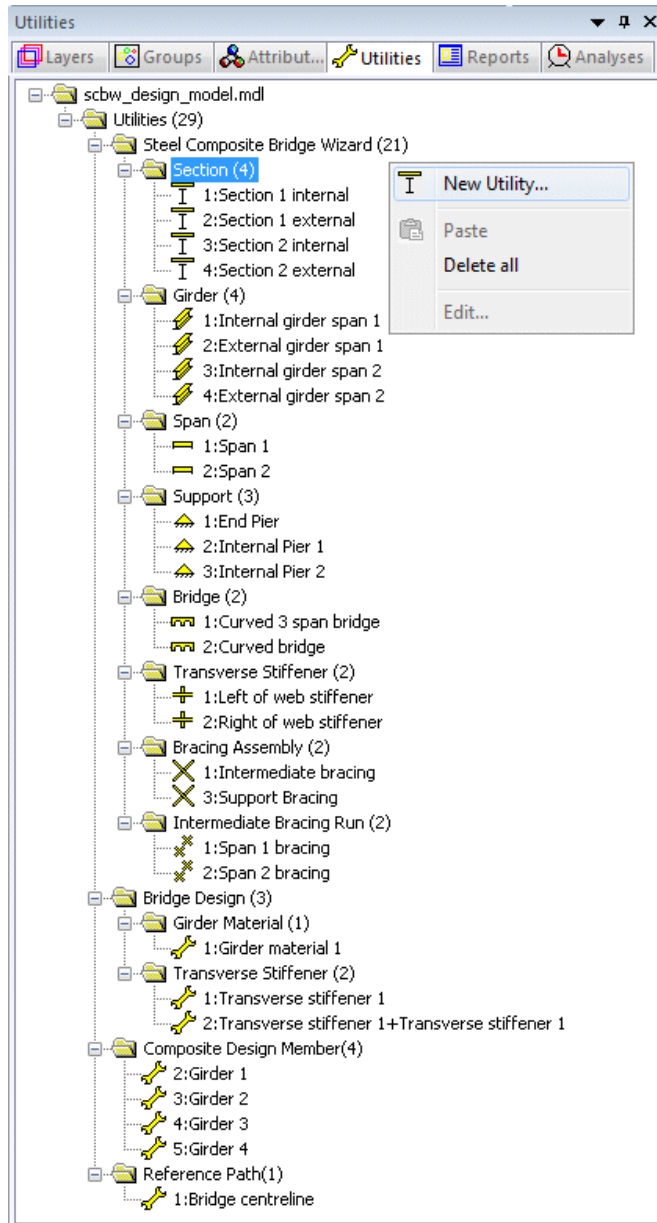 Utilities
Layers Groups Attribut... Utilities Reports Analyses
scbw_design_model.mdl
Utilities (29)
Steel Composite Bridge Wizard (21)
Section (4)
1:Section 1 internal
2:Section 1 external
3:Section 2 internal
4:Section 2 external
New Utility...
Paste
Delete all
Edit...
Girder (4)
1:Internal girder span 1
2:External girder span 1
3:Internal girder span 2
4:External girder span 2
Span (2)
1:Span 1
2:Span 2
Support (3)
1:End Pier
2:Internal Pier 1
3:Internal Pier 2
Bridge (2)
1:Curved 3 span bridge
2:Curved bridge
Transverse Stiffener (2)
1:Left of web stiffener
2:Right of web stiffener
Bracing Assembly (2)
1:Intermediate bracing
3:Support Bracing
Intermediate Bracing Run (2)
1:Span 1 bracing
2:Span 2 bracing
Bridge Design (3)
Girder Material (1)
1:Girder material 1
Transverse Stiffener (2)
1:Transverse stiffener 1
2:Transverse stiffener 1+Transverse stiffener 1
Composite Design Member(4)
2:Girder 1
3:Girder 2
4:Girder 3
5:Girder 4
Reference Path(1)
1:Bridge centreline